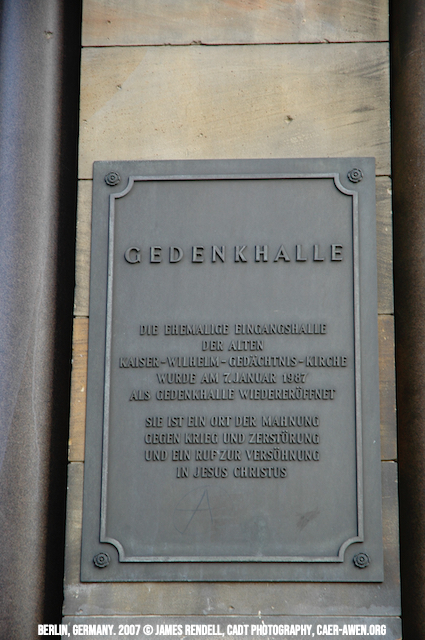 GEDENKHALLE
DIE EHEMALIGE EINGANGSHALLE
DER ALTEN
KAISER-WILHELM-GEDÄCHTNIS-KIRCHE
WURDE AM 7. JANUAR 1987
ALS GEDENKHALLE WIEDERERÖFFNET
SIE IST EIN ORT DER MAHNUNG
GEGEN KRIEG UND ZERSTÖRUNG
UND EIN RUF ZUR VERSÖHNUNG
IN JESUS CHRISTUS
BERLIN, GERMANY. 2007 © JAMES RENDELL, CADT PHOTOGRAPHY, CAER-AWEN.ORG